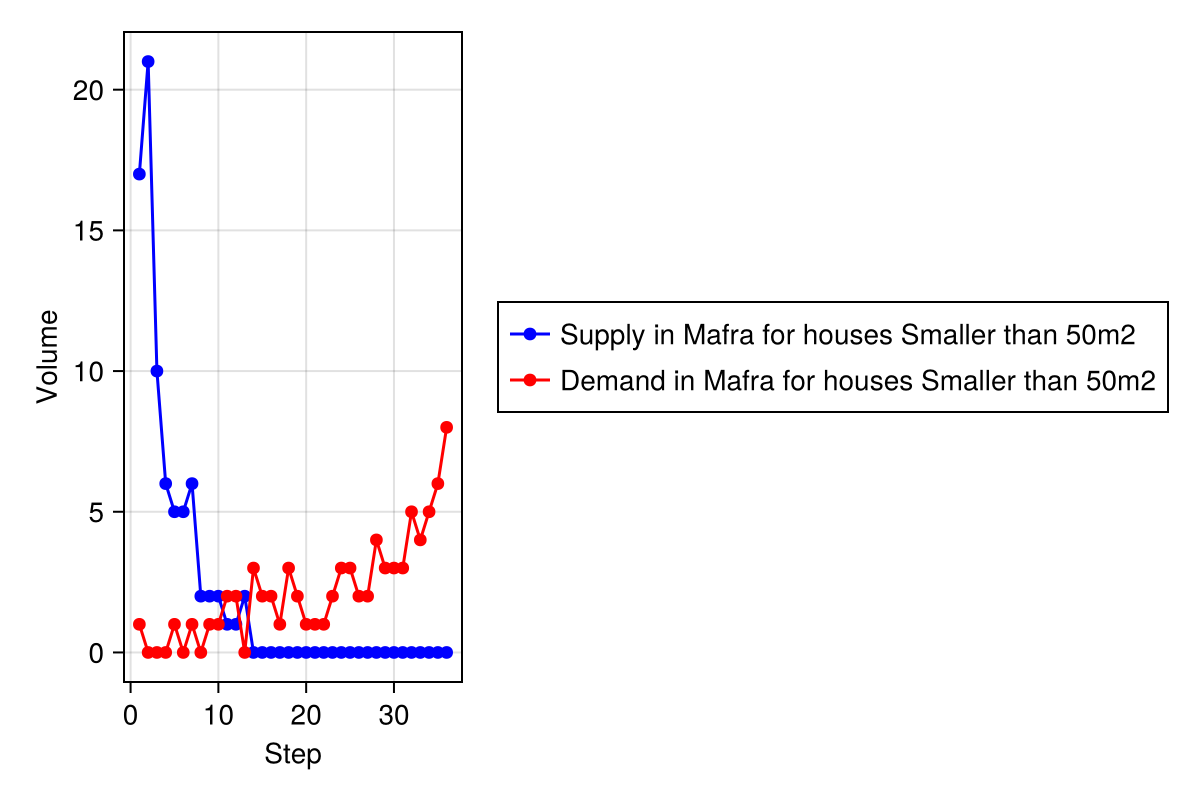 20
15
10
5
0
Volume
0 10 20 30
Step
Supply in Mafra for houses Smaller than 50m2
Demand in Mafra for houses Smaller than 50m2